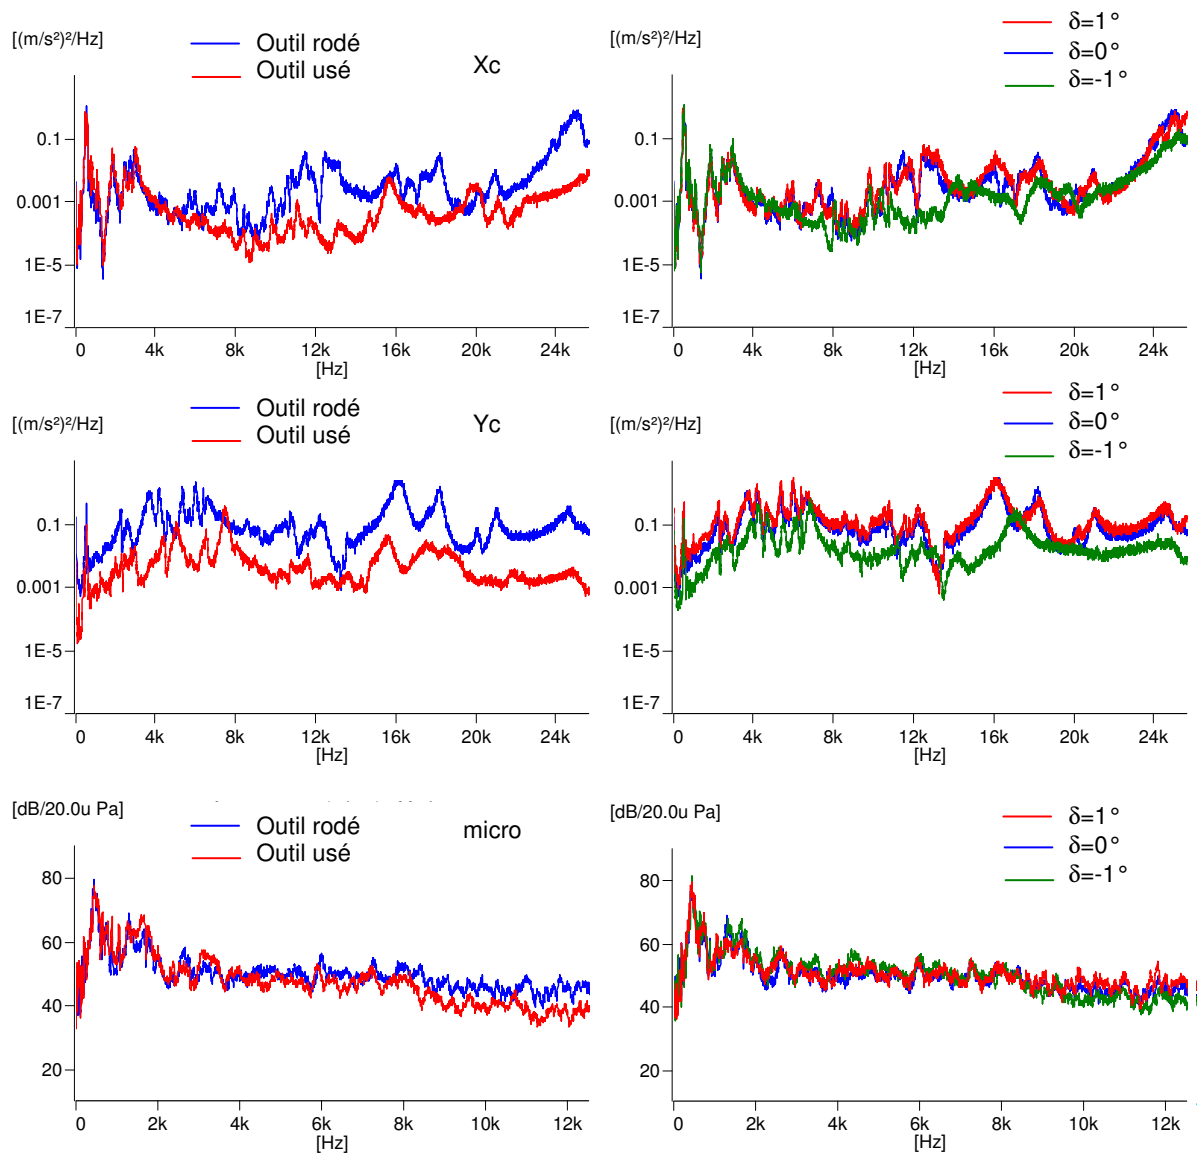 [(m/s²)²/Hz]
Outil rodé
Outil usé
Xc
0.1
0.001
1E-5
1E-7
0 4k 8k 12k 16k 20k 24k
[Hz]
[(m/s²)²/Hz]
δ=1°
δ=0°
δ=-1°
0.1
0.001
1E-5
1E-7
0 4k 8k 12k 16k 20k 24k
[Hz]
[(m/s²)²/Hz]
Outil rodé
Outil usé
Yc
0.1
0.001
1E-5
1E-7
0 4k 8k 12k 16k 20k 24k
[Hz]
[(m/s²)²/Hz]
δ=1°
δ=0°
δ=-1°
0.1
0.001
1E-5
1E-7
0 4k 8k 12k 16k 20k 24k
[Hz]
[dB/20.0u Pa]
Outil rodé
Outil usé
micro
80
60
40
20
0 2k 4k 6k 8k 10k 12k
[Hz]
[dB/20.0u Pa]
δ=1°
δ=0°
δ=-1°
80
60
40
20
0 2k 4k 6k 8k 10k 12k
[Hz]